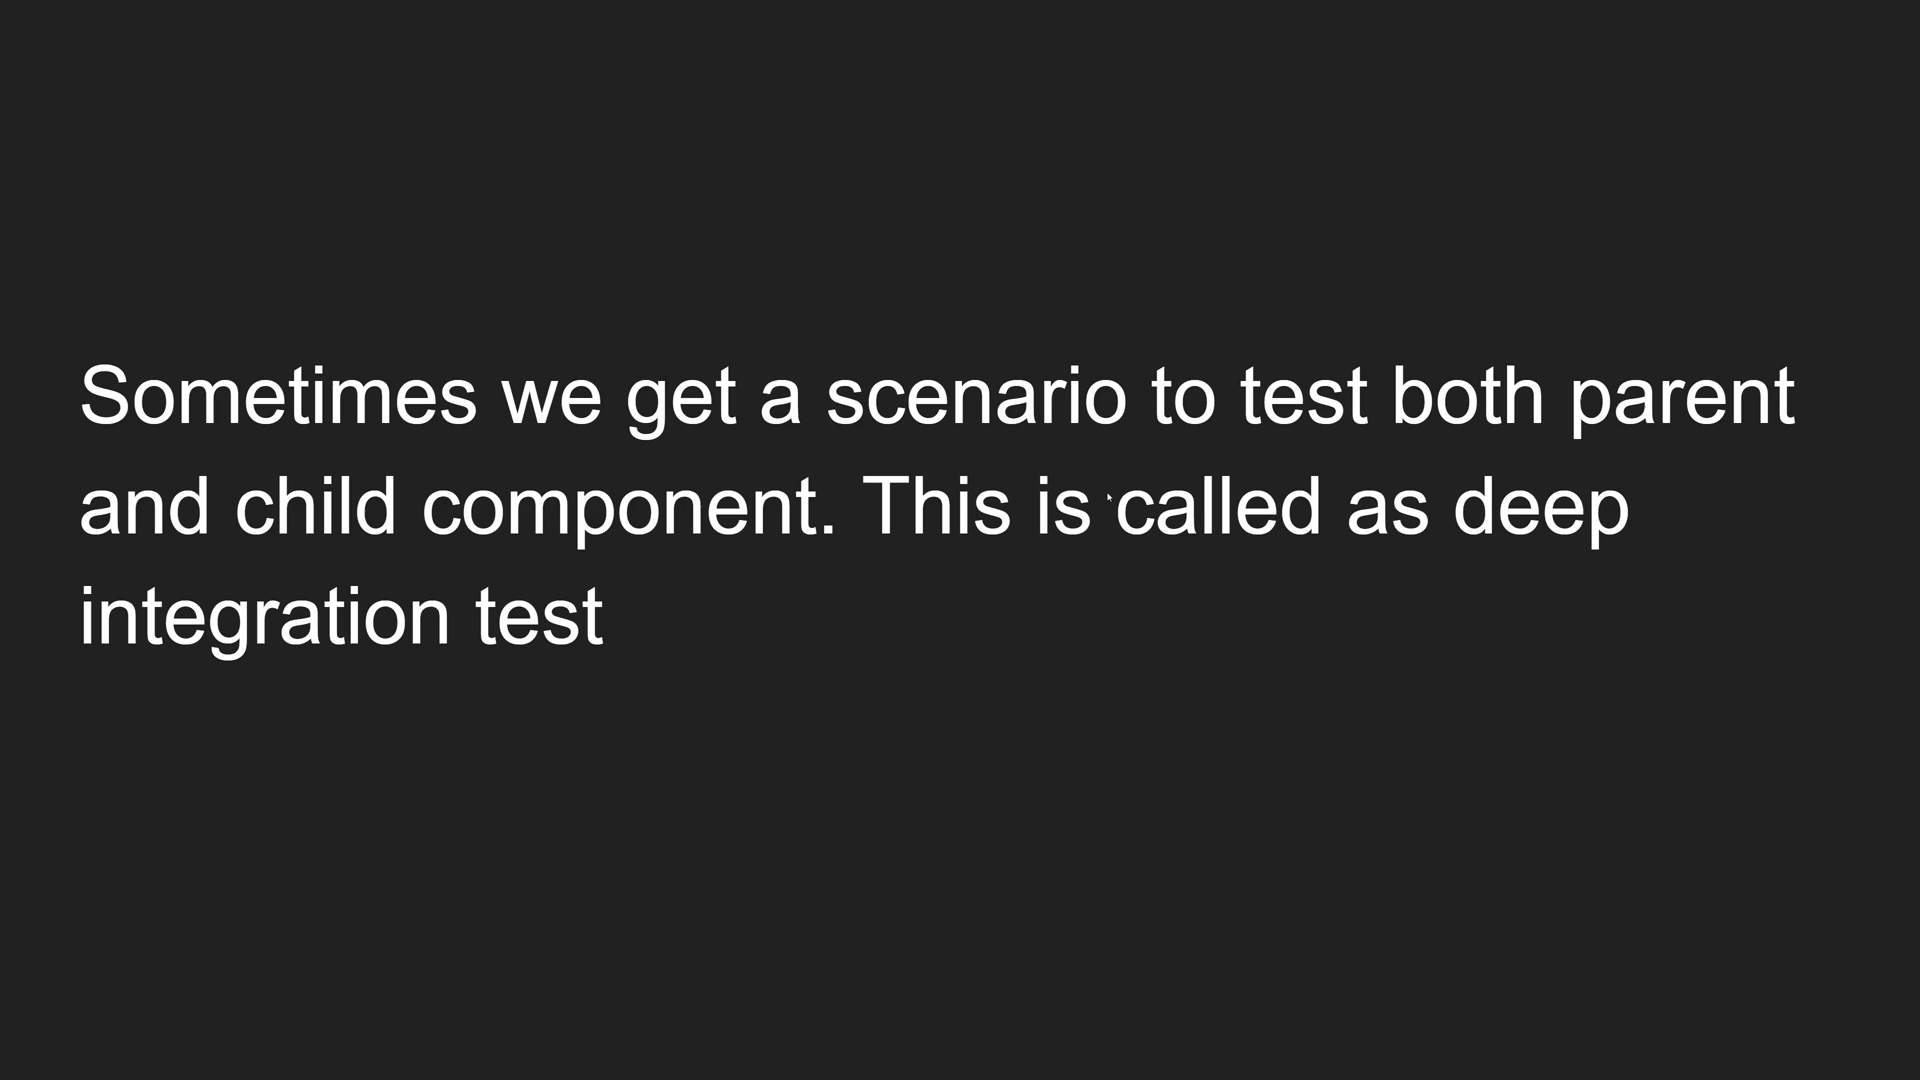 Sometimes we get a scenario to test both parent
and child component. This is called as deep
integration test